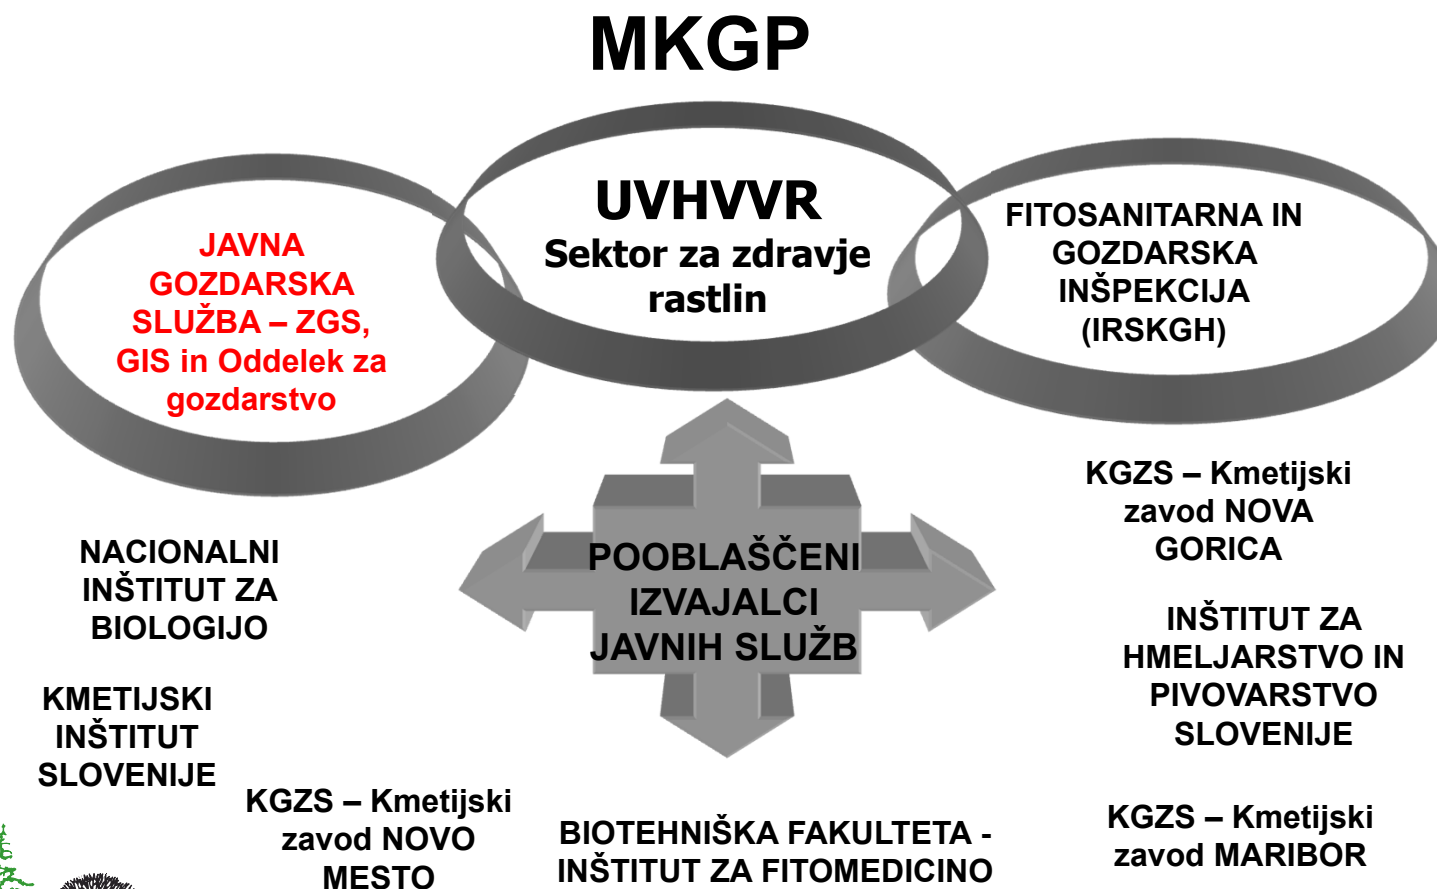 MKGP
UVHVVR
Sektor za zdravje
rastlin
JAVNA
GOZDARSKA
SLUŽBA – ZGS,
GIS in Oddelek za
gozdarstvo
FITOSANITARNA IN
GOZDARSKA
INŠPEKCIJA
(IRSKGH)
POOBLAŠČENI
IZVAJALCI
JAVNIH SLUŽB
NACIONALNI
INŠTITUT ZA
BIOLOGIJO
KMETIJSKI
INŠTITUT
SLOVENIJE
KGZS – Kmetijski
zavod NOVO
MESTO
BIOTEHNIŠKA FAKULTETA -
INŠTITUT ZA FITOMEDICINO
KGZS – Kmetijski
zavod NOVA
GORICA
INŠTITUT ZA
HMELJARSTVO IN
PIVOVARSTVO
SLOVENIJE
KGZS – Kmetijski
zavod MARIBOR